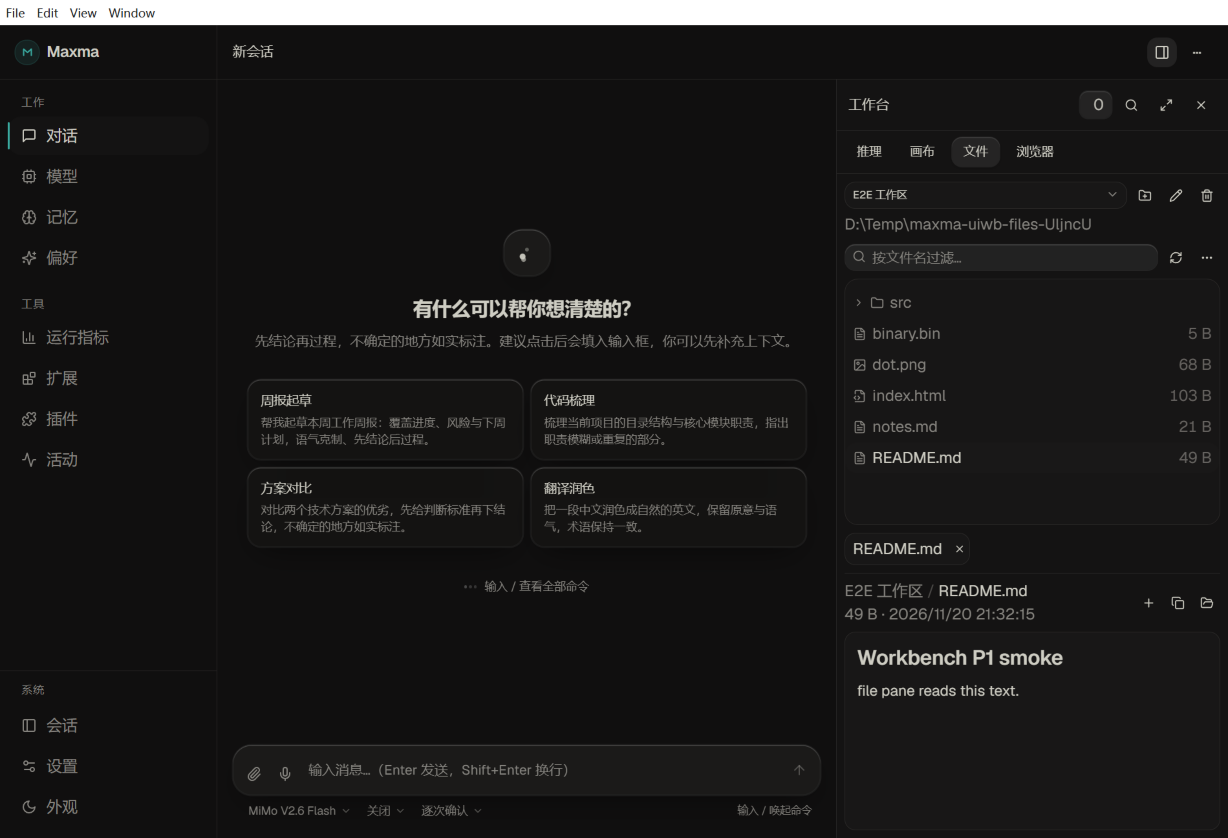 File Edit View Window
Maxma
工作
对话
模型
记忆
偏好
工具
运行指标
扩展
插件
活动
系统
会话
设置
外观
新会话
有什么可以帮你想清楚的？
先结论再过程，不确定的地方如实标注。建议点击后会填入输入框，你可以先补充上下文。
周报起草
帮我起草本周工作周报：覆盖进度、风险与下周
计划，语气克制、先结论后过程。
代码梳理
梳理当前项目的目录结构与核心模块职责，指出
职责模糊或重复的部分。
方案对比
对比两个技术方案的优劣，先给判断标准再下结
论，不确定的地方如实标注。
翻译润色
把一段中文润色成自然的英文，保留原意与语
气，术语保持一致。
输入 / 查看全部命令
输入消息…（Enter 发送，Shift+Enter 换行）
MiMo V2.6 Flash 关闭 逐次确认 输入 / 唤起命令
工作台 0
推理 画布 文件 浏览器
E2E 工作区
D:\Temp\maxma-uiwb-files-UljncU
按文件名过滤…
src
binary.bin 5 B
dot.png 68 B
index.html 103 B
notes.md 21 B
README.md 49 B
README.md ×
E2E 工作区 / README.md
49 B · 2026/11/20 21:32:15
Workbench P1 smoke
file pane reads this text.